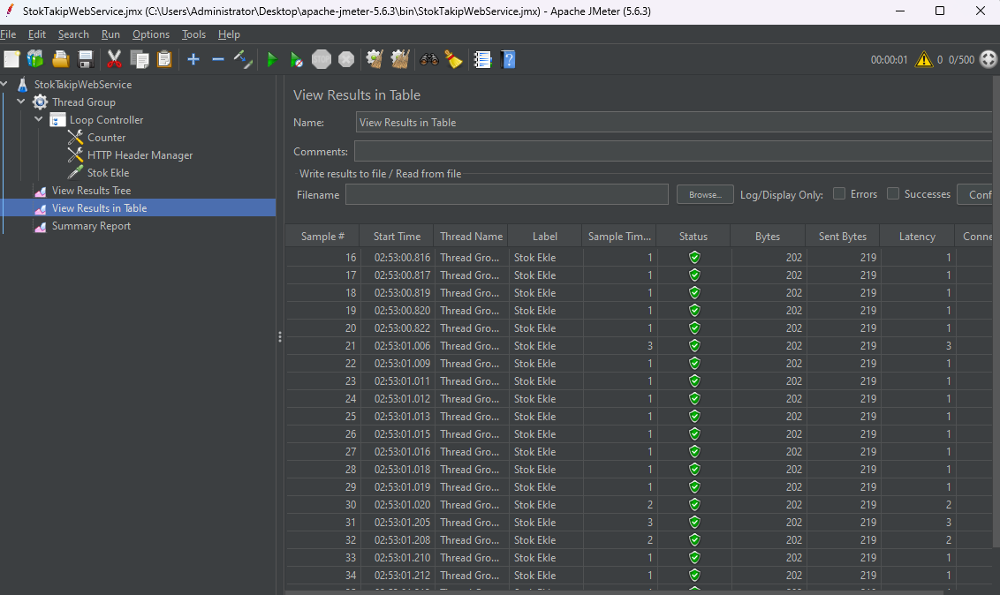 StokTakipWebService.jmx (C:\Users\Administrator\Desktop\apache-jmeter-5.6.3\bin\StokTakipWebService.jmx) - Apache JMeter (5.6.3)
File Edit Search Run Options Tools Help
00:00:01 0 0/500
StokTakipWebService
Thread Group
Loop Controller
Counter
HTTP Header Manager
Stok Ekle
View Results Tree
View Results in Table
Summary Report
View Results in Table
Name: View Results in Table
Comments:
Write results to file / Read from file
Filename Browse... Log/Display Only: Errors Successes Conf
Sample # Start Time Thread Name Label Sample Tim... Status Bytes Sent Bytes Latency Conne
16 02:53:00.816 Thread Gro... Stok Ekle 1 202 219 1
17 02:53:00.817 Thread Gro... Stok Ekle 1 202 219 1
18 02:53:00.819 Thread Gro... Stok Ekle 1 202 219 1
19 02:53:00.820 Thread Gro... Stok Ekle 1 202 219 1
20 02:53:00.822 Thread Gro... Stok Ekle 1 202 219 1
21 02:53:01.006 Thread Gro... Stok Ekle 3 202 219 3
22 02:53:01.009 Thread Gro... Stok Ekle 1 202 219 1
23 02:53:01.011 Thread Gro... Stok Ekle 1 202 219 1
24 02:53:01.012 Thread Gro... Stok Ekle 1 202 219 1
25 02:53:01.013 Thread Gro... Stok Ekle 1 202 219 1
26 02:53:01.015 Thread Gro... Stok Ekle 1 202 219 1
27 02:53:01.016 Thread Gro... Stok Ekle 1 202 219 1
28 02:53:01.018 Thread Gro... Stok Ekle 1 202 219 1
29 02:53:01.019 Thread Gro... Stok Ekle 1 202 219 1
30 02:53:01.020 Thread Gro... Stok Ekle 2 202 219 2
31 02:53:01.205 Thread Gro... Stok Ekle 3 202 219 3
32 02:53:01.208 Thread Gro... Stok Ekle 2 202 219 2
33 02:53:01.210 Thread Gro... Stok Ekle 1 202 219 1
34 02:53:01.212 Thread Gro... Stok Ekle 1 202 219 1